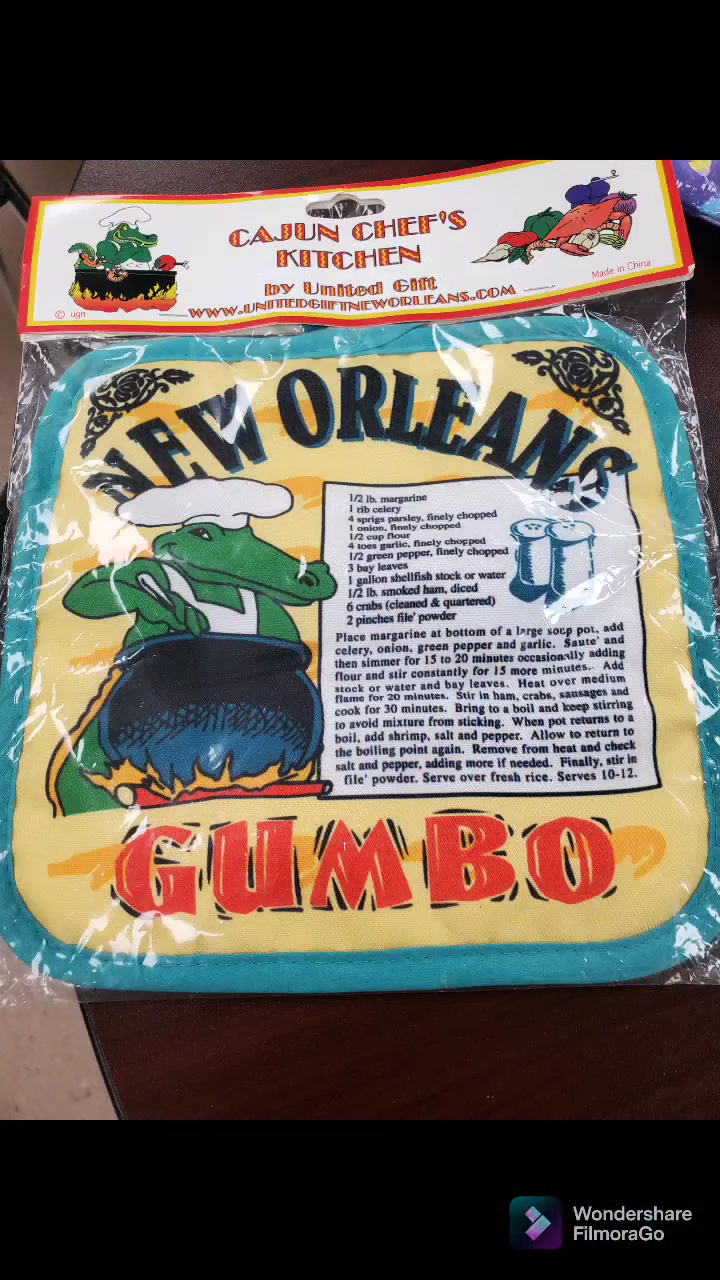 CAJUN CHEF'S
KITCHEN
by United Gift
WWW.UNITEDGIFTNEWORLEANS.COM
© ugn
Made in China
NEW ORLEANS
1/2 lb. margarine
1 rib celery
4 sprigs parsley, finely chopped
1 onion, finely chopped
1/2 cup flour
4 toes garlic, finely chopped
1/2 green pepper, finely chopped
3 bay leaves
1 gallon shellfish stock or water
1/2 lb. smoked ham, diced
6 crabs (cleaned & quartered)
2 pinches file' powder
Place margarine at bottom of a large soup pot, add
celery, onion, green pepper and garlic. Saute' and
then simmer for 15 to 20 minutes occasionally adding
flour and stir constantly for 15 more minutes. Add
stock or water and bay leaves. Heat over medium
flame for 20 minutes. Stir in ham, crabs, sausages and
cook for 30 minutes. Bring to a boil and keep stirring
to avoid mixture from sticking. When pot returns to a
boil, add shrimp, salt and pepper. Allow to return to
the boiling point again. Remove from heat and check
salt and pepper, adding more if needed. Finally, stir in
file' powder. Serve over fresh rice. Serves 10-12.
GUMBO
Wondershare
FilmoraGo